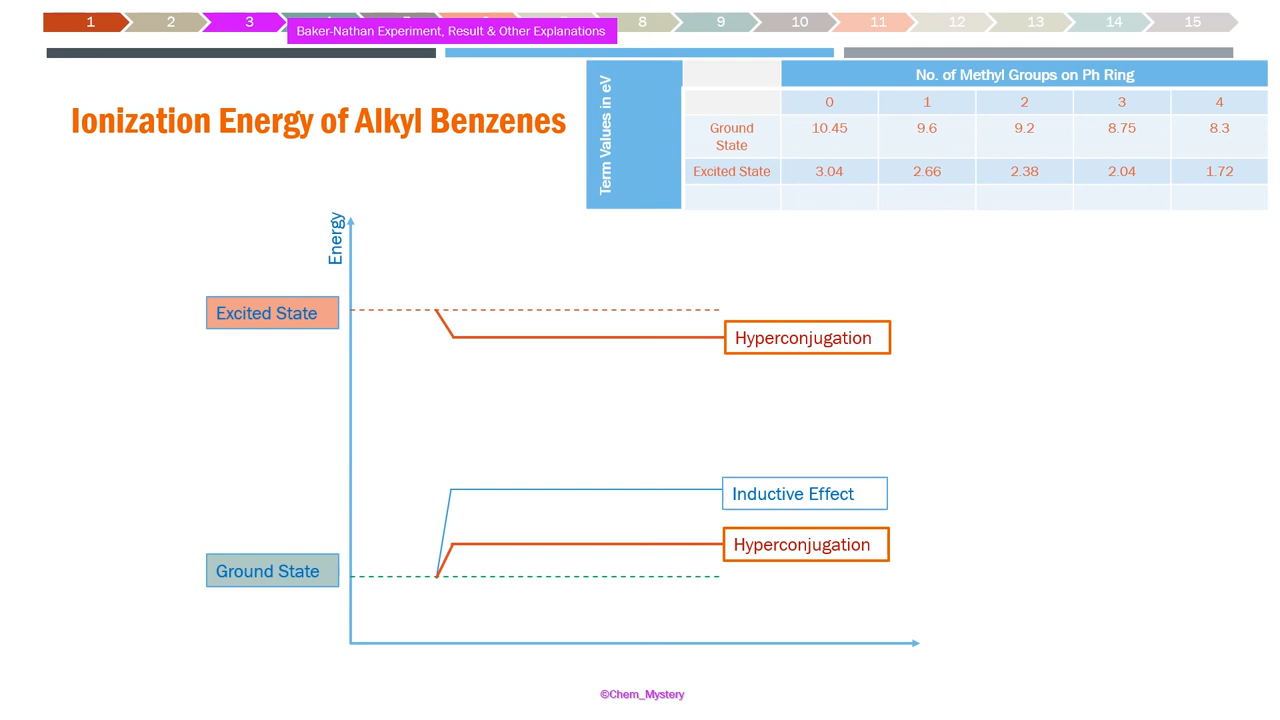 1 2 3 8 9 10 11 12 13 14 15
Baker-Nathan Experiment, Result & Other Explanations
Ionization Energy of Alkyl Benzenes
Term Values in eV
No. of Methyl Groups on Ph Ring
0 1 2 3 4
Ground
State
10.45 9.6 9.2 8.75 8.3
Excited State 3.04 2.66 2.38 2.04 1.72
Energy
Excited State
Hyperconjugation
Inductive Effect
Hyperconjugation
Ground State
©Chem_Mystery